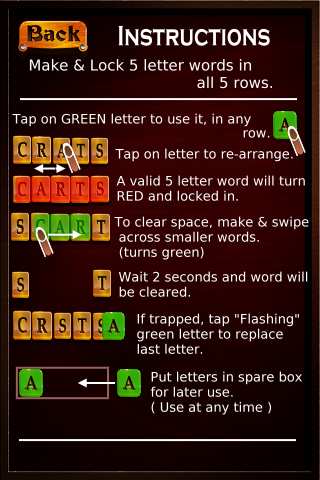 Back
INSTRUCTIONS
Make & Lock 5 letter words in
all 5 rows.
Tap on GREEN letter to use it, in any
row.
A
CRATS
Tap on letter to re-arrange.
CARTS
A valid 5 letter word will turn
RED and locked in.
SCART
To clear space, make & swipe
across smaller words.
(turns green)
S T
Wait 2 seconds and word will
be cleared.
CRSTSA
If trapped, tap "Flashing"
green letter to replace
last letter.
A A
Put letters in spare box
for later use.
( Use at any time )